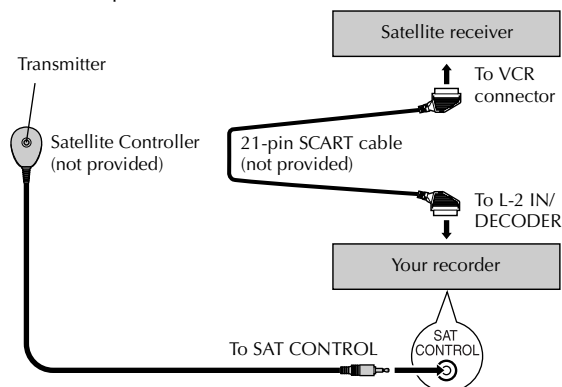 Satellite receiver
Transmitter
To VCR
connector
Satellite Controller
(not provided)
21-pin SCART cable
(not provided)
To L-2 IN/
DECODER
Your recorder
To SAT CONTROL
SAT
CONTROL